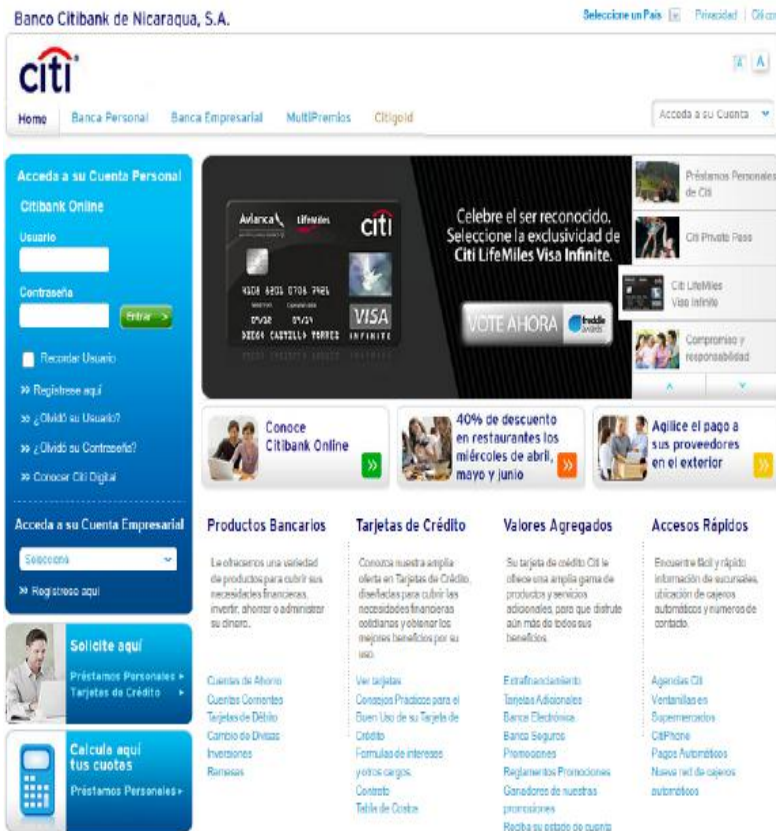 Banco Citibank de Nicaragua, S.A.
Seleccione un País
Privacidad
citi
A
A
Home
Banca Personal
Banca Empresarial
MultiPremios
Citigold
Acceda a su Cuenta
Acceda a su Cuenta Personal
Citibank Online
Usuario
Contraseña
Entrar >
Recordar Usuario
>> Regístrese aquí
>> ¿Olvidó su Usuario?
>> ¿Olvidó su Contraseña?
>> Conocer Citi Digital
Acceda a su Cuenta Empresarial
Seleccione
>> Regístrese aquí
Solicite aquí
Préstamos Personales
Tarjetas de Crédito
Calcula aquí
tus cuotas
Préstamos Personales
Avianca
LifeMiles
citi
VISA
INFINITE
Celebre el ser reconocido.
Seleccione la exclusividad de
Citi LifeMiles Visa Infinite.
VOTE AHORA
freddie
Préstamos Personales
de Citi
Citi Private Pass
Citi LifeMiles
Visa Infinite
Compromiso y
responsabilidad
Conoce
Citibank Online
40% de descuento
en restaurantes los
miércoles de abril,
mayo y junio
Agilice el pago a
sus proveedores
en el exterior
Productos Bancarios
Le ofrecemos una variedad
de productos para cubrir sus
necesidades financieras,
invertir, ahorrar o administrar
su dinero.
Cuentas de Ahorro
Cuentas Corrientes
Tarjetas de Débito
Cambio de Divisas
Inversiones
Remesas
Tarjetas de Crédito
Conozca nuestra amplia
oferta en Tarjetas de Crédito,
diseñadas para cubrir las
necesidades financieras
cotidianas y obtener los
mejores beneficios por su
uso.
Ver tarjetas
Consejos Prácticos para el
Buen Uso de su Tarjeta de
Crédito
Formulas de intereses
y otros cargos.
Contrato
Tabla de Costos
Valores Agregados
Su tarjeta de crédito Citi le
ofrece una amplia gama de
productos y servicios
adicionales, para que disfrute
aún más de todos sus
beneficios.
Extrafinanciamiento
Tarjetas Adicionales
Banca Electrónica
Banca Seguros
Promociones
Reglamentos Promociones
Ganadores de nuestras
promociones
Reciba su estado de cuenta
Accesos Rápidos
Encuentre fácil y rápido
información de sucursales,
ubicación de cajeros
automáticos y números de
contacto.
Agencias Citi
Ventanillas en
Supermercados
CitiPhone
Pagos Automáticos
Nueva red de cajeros
automáticos